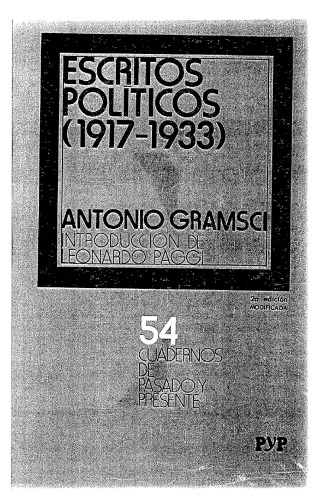 ESCRITOS
POLITICOS
(1917-1933)
ANTONIO GRAMSCI
INTRODUCCION DE
LEONARDO PAGGI
2a. edición
MODIFICADA
54
CUADERNOS
DE
PASADO Y
PRESENTE
PYP